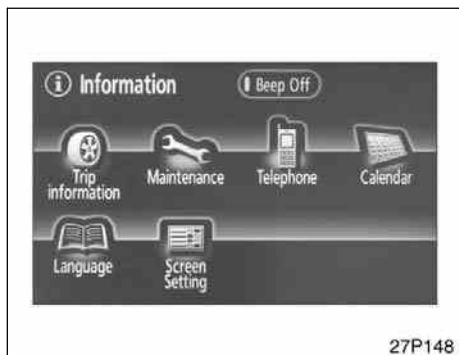 i Information
Beep Off
Trip
information
Maintenance
Telephone
Calendar
Language
Screen
Setting
27P148